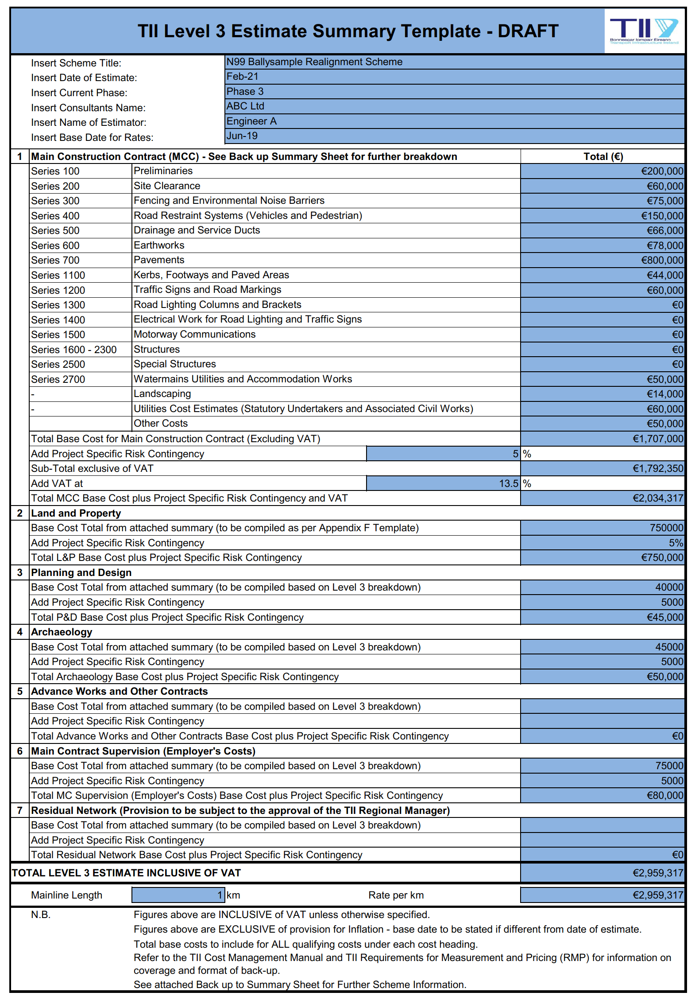 TII Level 3 Estimate Summary Template - DRAFT
TII
Bonneagar Iompair Éireann
Transport Infrastructure Ireland
Insert Scheme Title: N99 Ballysample Realignment Scheme
Insert Date of Estimate: Feb-21
Insert Current Phase: Phase 3
Insert Consultants Name: ABC Ltd
Insert Name of Estimator: Engineer A
Insert Base Date for Rates: Jun-19
1 Main Construction Contract (MCC) - See Back up Summary Sheet for further breakdown Total (€)
Series 100 Preliminaries €200,000
Series 200 Site Clearance €60,000
Series 300 Fencing and Environmental Noise Barriers €75,000
Series 400 Road Restraint Systems (Vehicles and Pedestrian) €150,000
Series 500 Drainage and Service Ducts €66,000
Series 600 Earthworks €78,000
Series 700 Pavements €800,000
Series 1100 Kerbs, Footways and Paved Areas €44,000
Series 1200 Traffic Signs and Road Markings €60,000
Series 1300 Road Lighting Columns and Brackets €0
Series 1400 Electrical Work for Road Lighting and Traffic Signs €0
Series 1500 Motorway Communications €0
Series 1600 - 2300 Structures €0
Series 2500 Special Structures €0
Series 2700 Watermains Utilities and Accommodation Works €50,000
- Landscaping €14,000
- Utilities Cost Estimates (Statutory Undertakers and Associated Civil Works) €60,000
Other Costs €50,000
Total Base Cost for Main Construction Contract (Excluding VAT) €1,707,000
Add Project Specific Risk Contingency 5 %
Sub-Total exclusive of VAT €1,792,350
Add VAT at 13.5 %
Total MCC Base Cost plus Project Specific Risk Contingency and VAT €2,034,317
2 Land and Property
Base Cost Total from attached summary (to be compiled as per Appendix F Template) 750000
Add Project Specific Risk Contingency 5%
Total L&P Base Cost plus Project Specific Risk Contingency €750,000
3 Planning and Design
Base Cost Total from attached summary (to be compiled based on Level 3 breakdown) 40000
Add Project Specific Risk Contingency 5000
Total P&D Base Cost plus Project Specific Risk Contingency €45,000
4 Archaeology
Base Cost Total from attached summary (to be compiled based on Level 3 breakdown) 45000
Add Project Specific Risk Contingency 5000
Total Archaeology Base Cost plus Project Specific Risk Contingency €50,000
5 Advance Works and Other Contracts
Base Cost Total from attached summary (to be compiled based on Level 3 breakdown)
Add Project Specific Risk Contingency
Total Advance Works and Other Contracts Base Cost plus Project Specific Risk Contingency €0
6 Main Contract Supervision (Employer's Costs)
Base Cost Total from attached summary (to be compiled based on Level 3 breakdown) 75000
Add Project Specific Risk Contingency 5000
Total MC Supervision (Employer's Costs) Base Cost plus Project Specific Risk Contingency €80,000
7 Residual Network (Provision to be subject to the approval of the TII Regional Manager)
Base Cost Total from attached summary (to be compiled based on Level 3 breakdown)
Add Project Specific Risk Contingency
Total Residual Network Base Cost plus Project Specific Risk Contingency €0
TOTAL LEVEL 3 ESTIMATE INCLUSIVE OF VAT €2,959,317
Mainline Length 1 km Rate per km €2,959,317
N.B. Figures above are INCLUSIVE of VAT unless otherwise specified.
Figures above are EXCLUSIVE of provision for Inflation - base date to be stated if different from date of estimate.
Total base costs to include for ALL qualifying costs under each cost heading.
Refer to the TII Cost Management Manual and TII Requirements for Measurement and Pricing (RMP) for information on
coverage and format of back-up.
See attached Back up to Summary Sheet for Further Scheme Information.